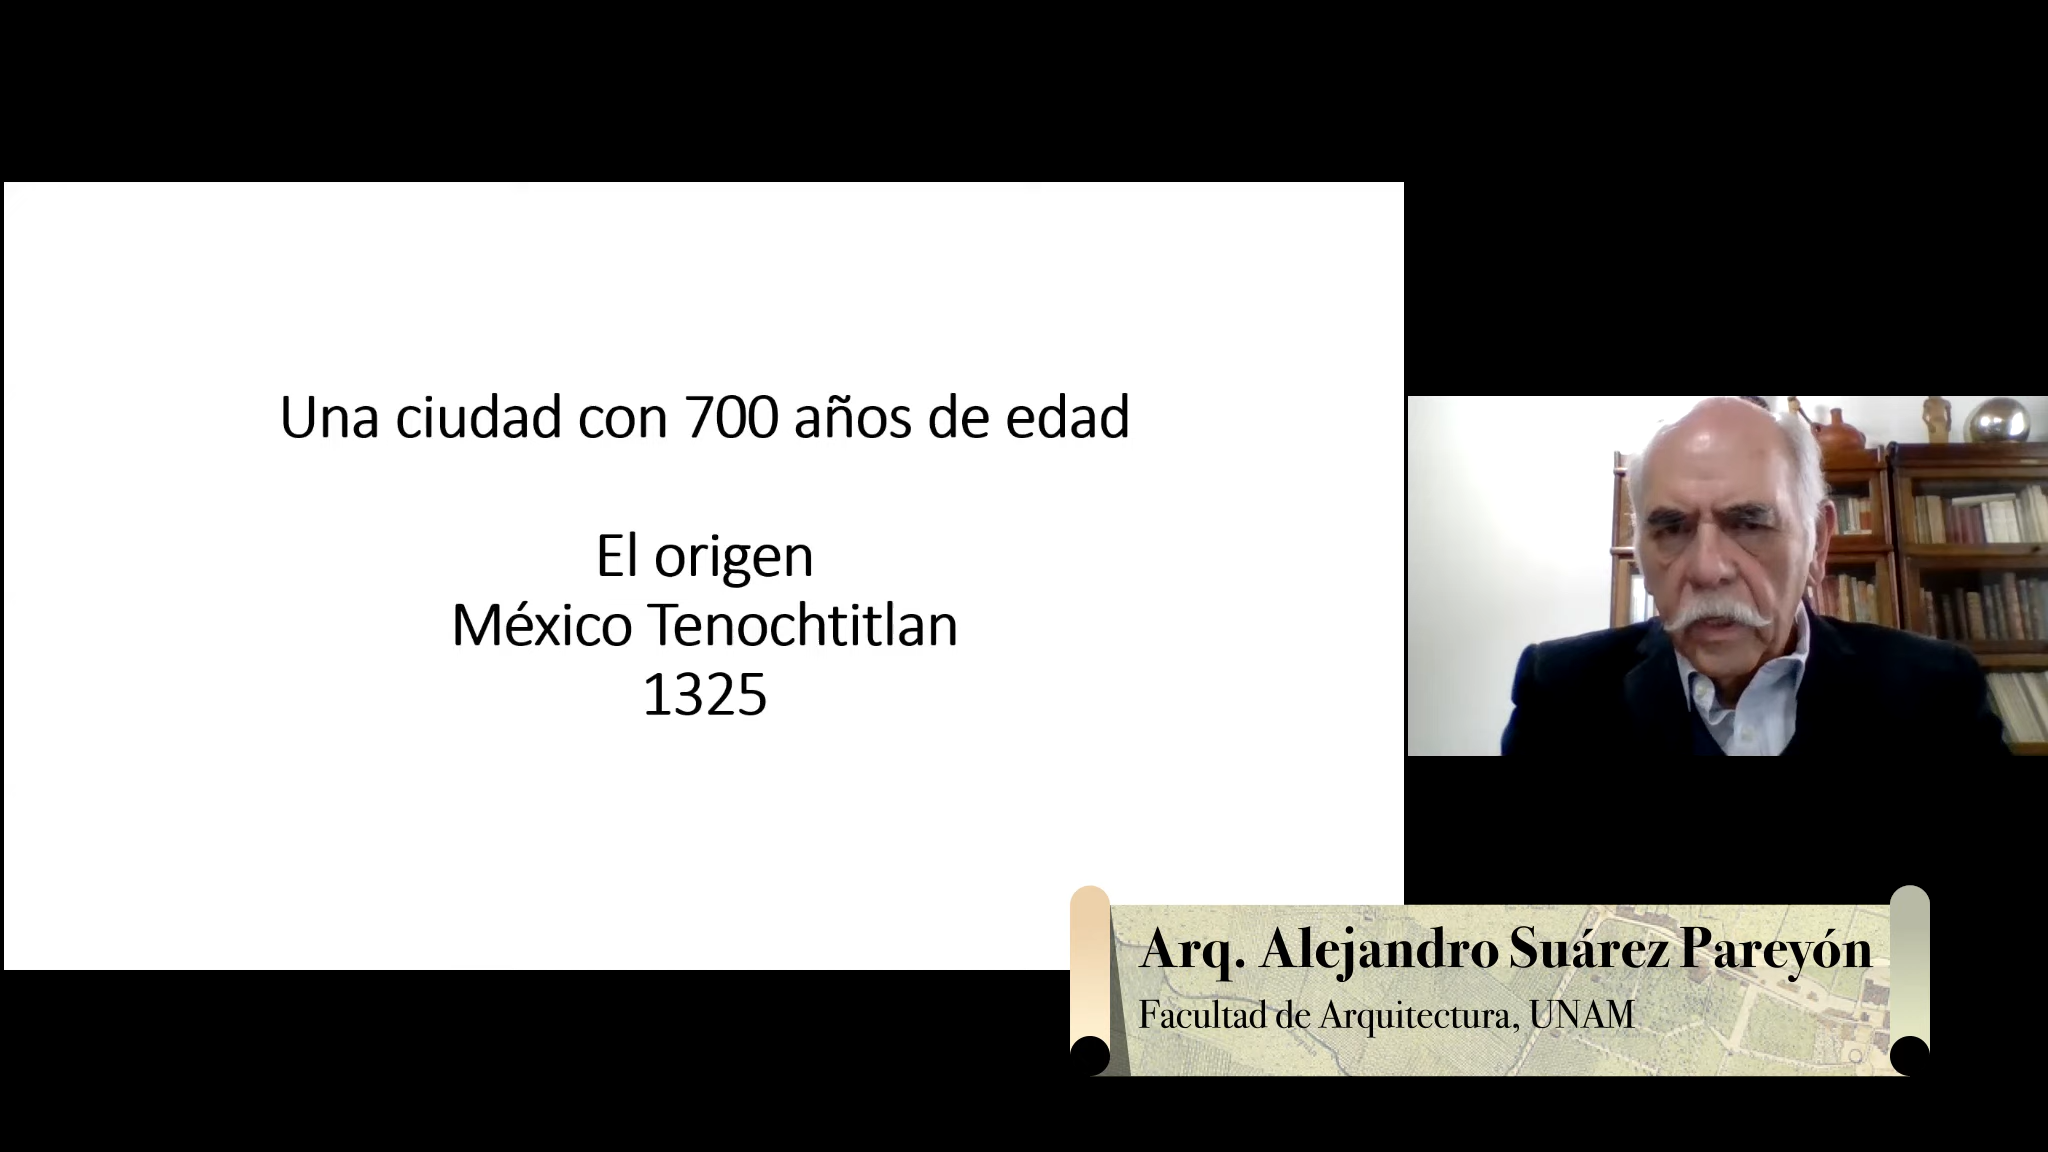 Una ciudad con 700 años de edad
El origen
México Tenochtitlan
1325
Arq. Alejandro Suárez Pareyón
Facultad de Arquitectura, UNAM